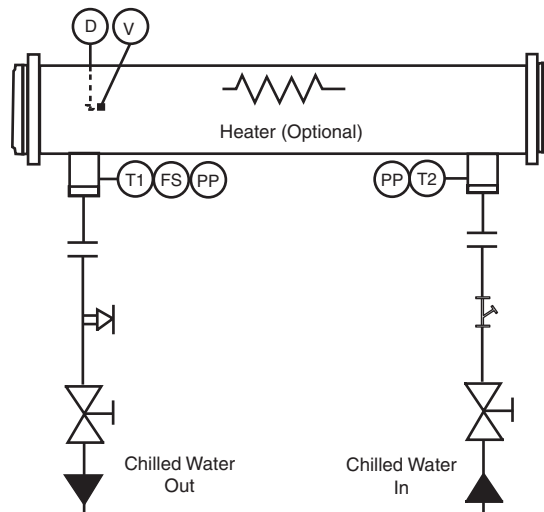 D V
Heater (Optional)
T1 FS PP
PP T2
Chilled Water
Out
Chilled Water
In